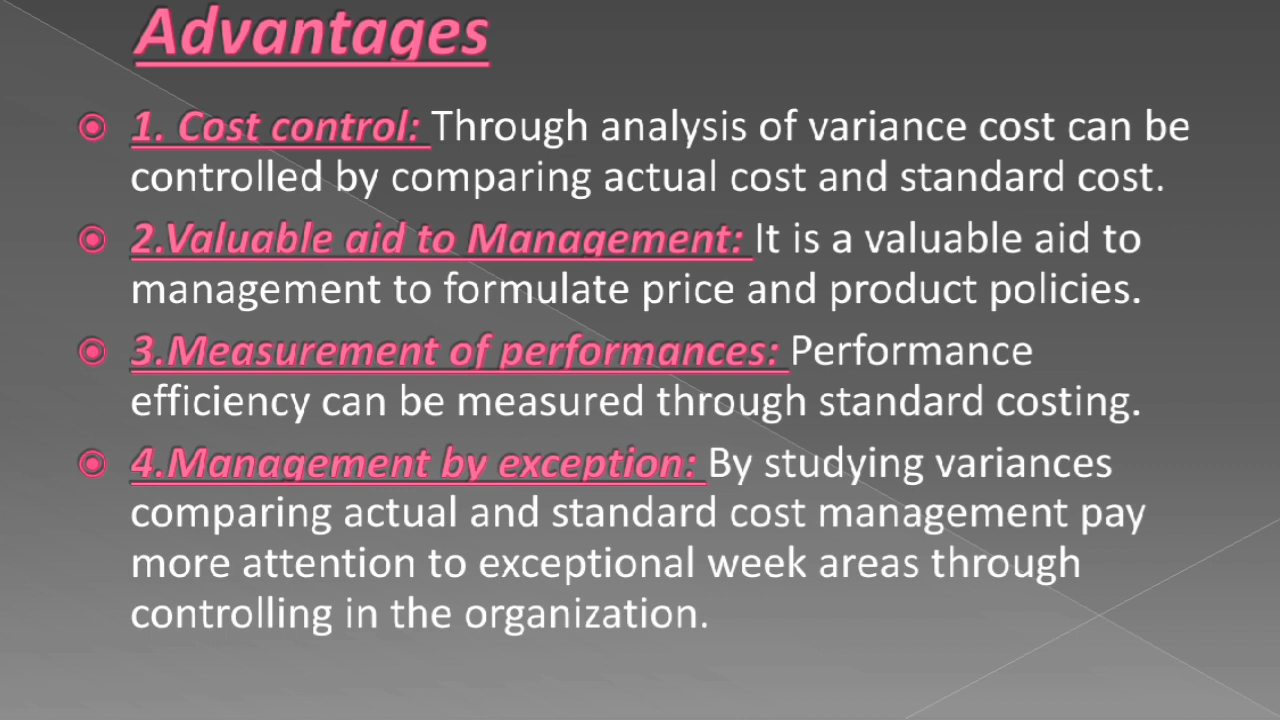 Advantages
1. Cost control: Through analysis of variance cost can be
controlled by comparing actual cost and standard cost.
2.Valuable aid to Management: It is a valuable aid to
management to formulate price and product policies.
3.Measurement of performances: Performance
efficiency can be measured through standard costing.
4.Management by exception: By studying variances
comparing actual and standard cost management pay
more attention to exceptional week areas through
controlling in the organization.